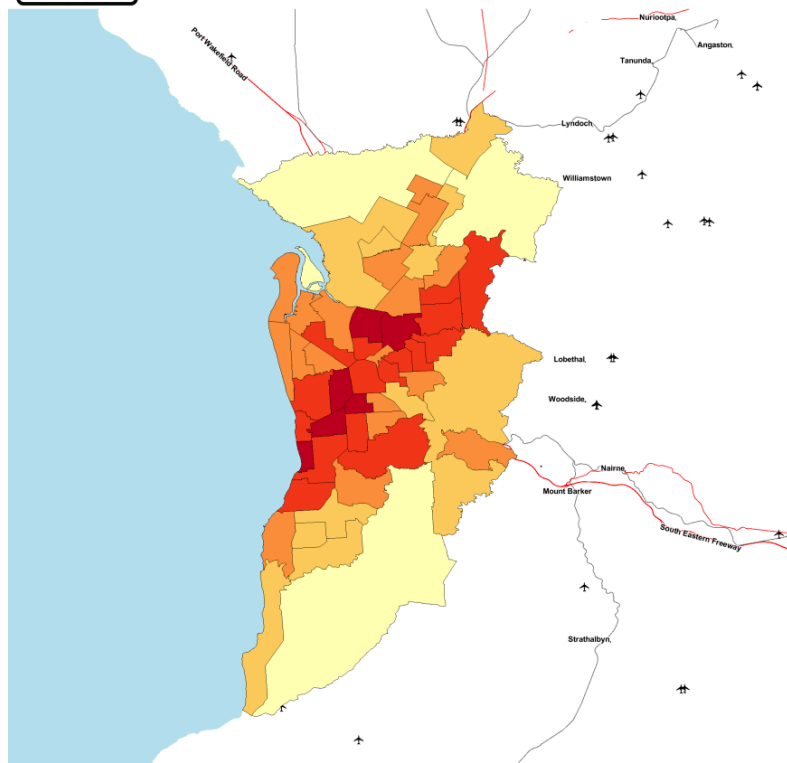 Nuriootpa
Angaston
Port Wakefield Road
Tanunda
Lyndoch
Williamstown
Lobethal
Woodside
Nairne
Mount Barker
South Eastern Freeway
Strathalbyn